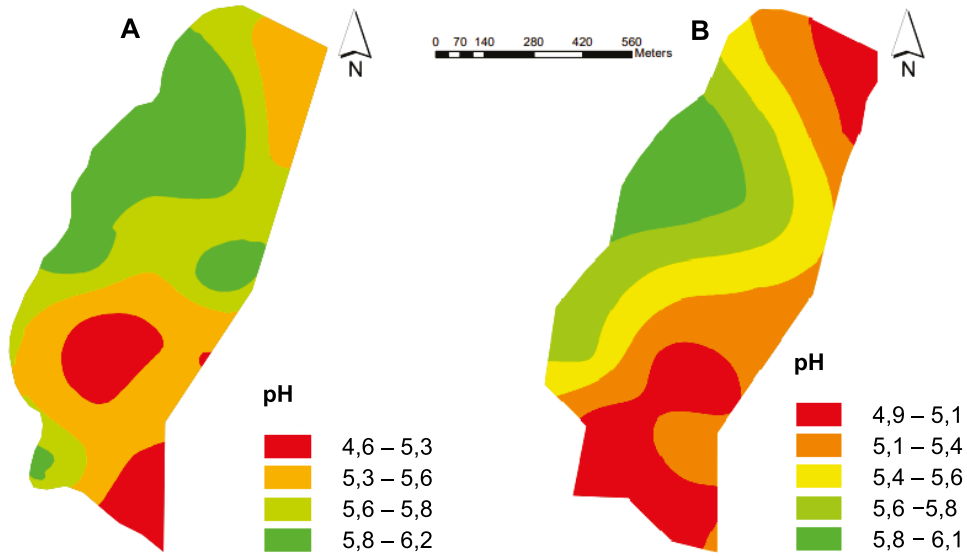 A
N
0 70 140 280 420 560
Meters
B
N
pH
4,6 – 5,3
5,3 – 5,6
5,6 – 5,8
5,8 – 6,2
pH
4,9 – 5,1
5,1 – 5,4
5,4 – 5,6
5,6 –5,8
5,8 – 6,1